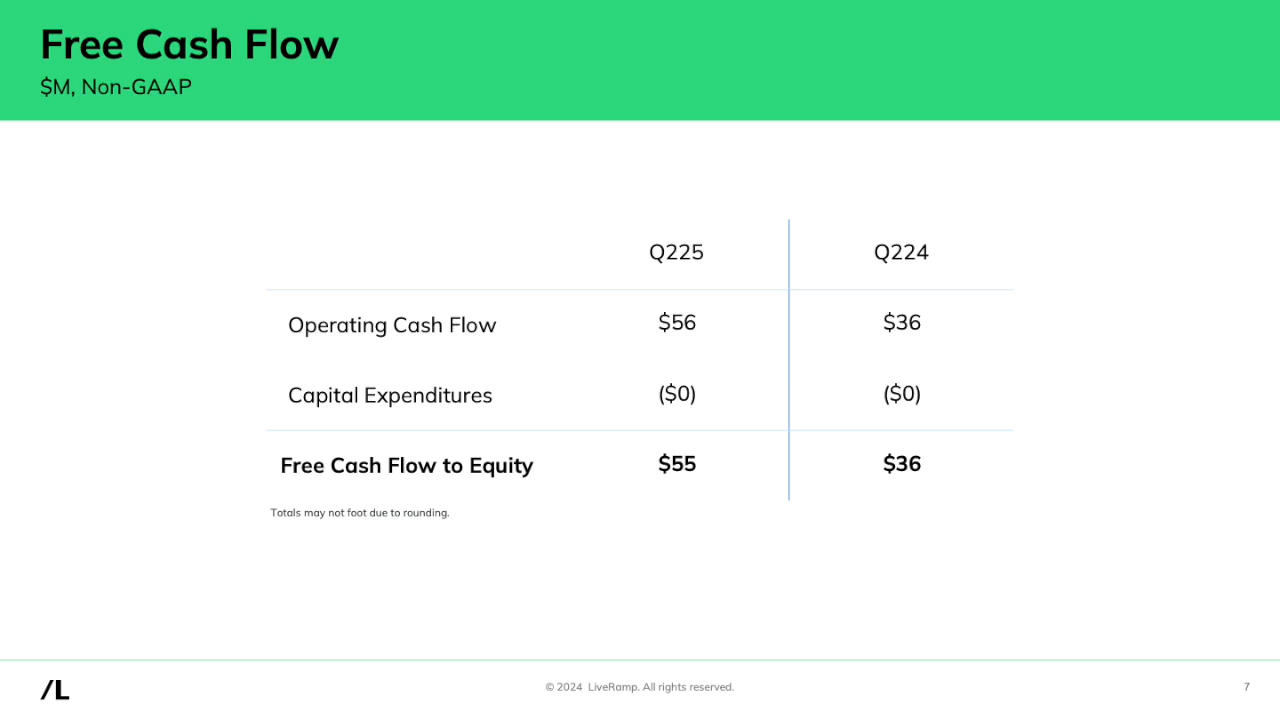 Free Cash Flow
$M, Non-GAAP
Q225 Q224
Operating Cash Flow $56 $36
Capital Expenditures ($0) ($0)
Free Cash Flow to Equity $55 $36
Totals may not foot due to rounding.
/L © 2024 LiveRamp. All rights reserved. 7